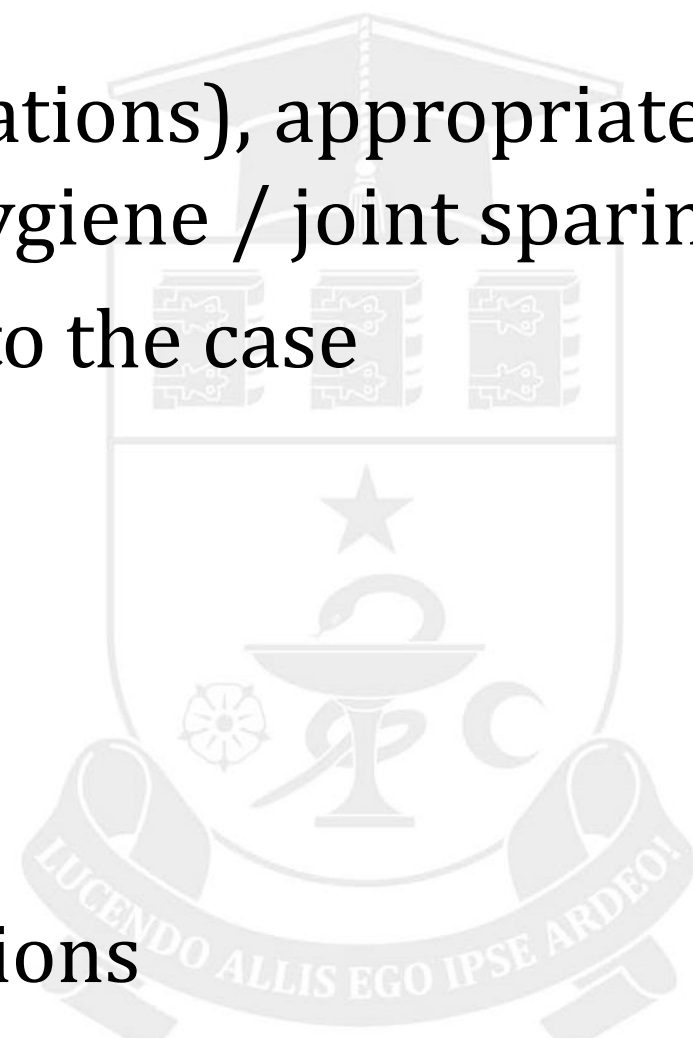 ations), appropriate
ygiene / joint sparin
to the case
ions
LUCENDO ALLIS EGO IPSE ARDEO!